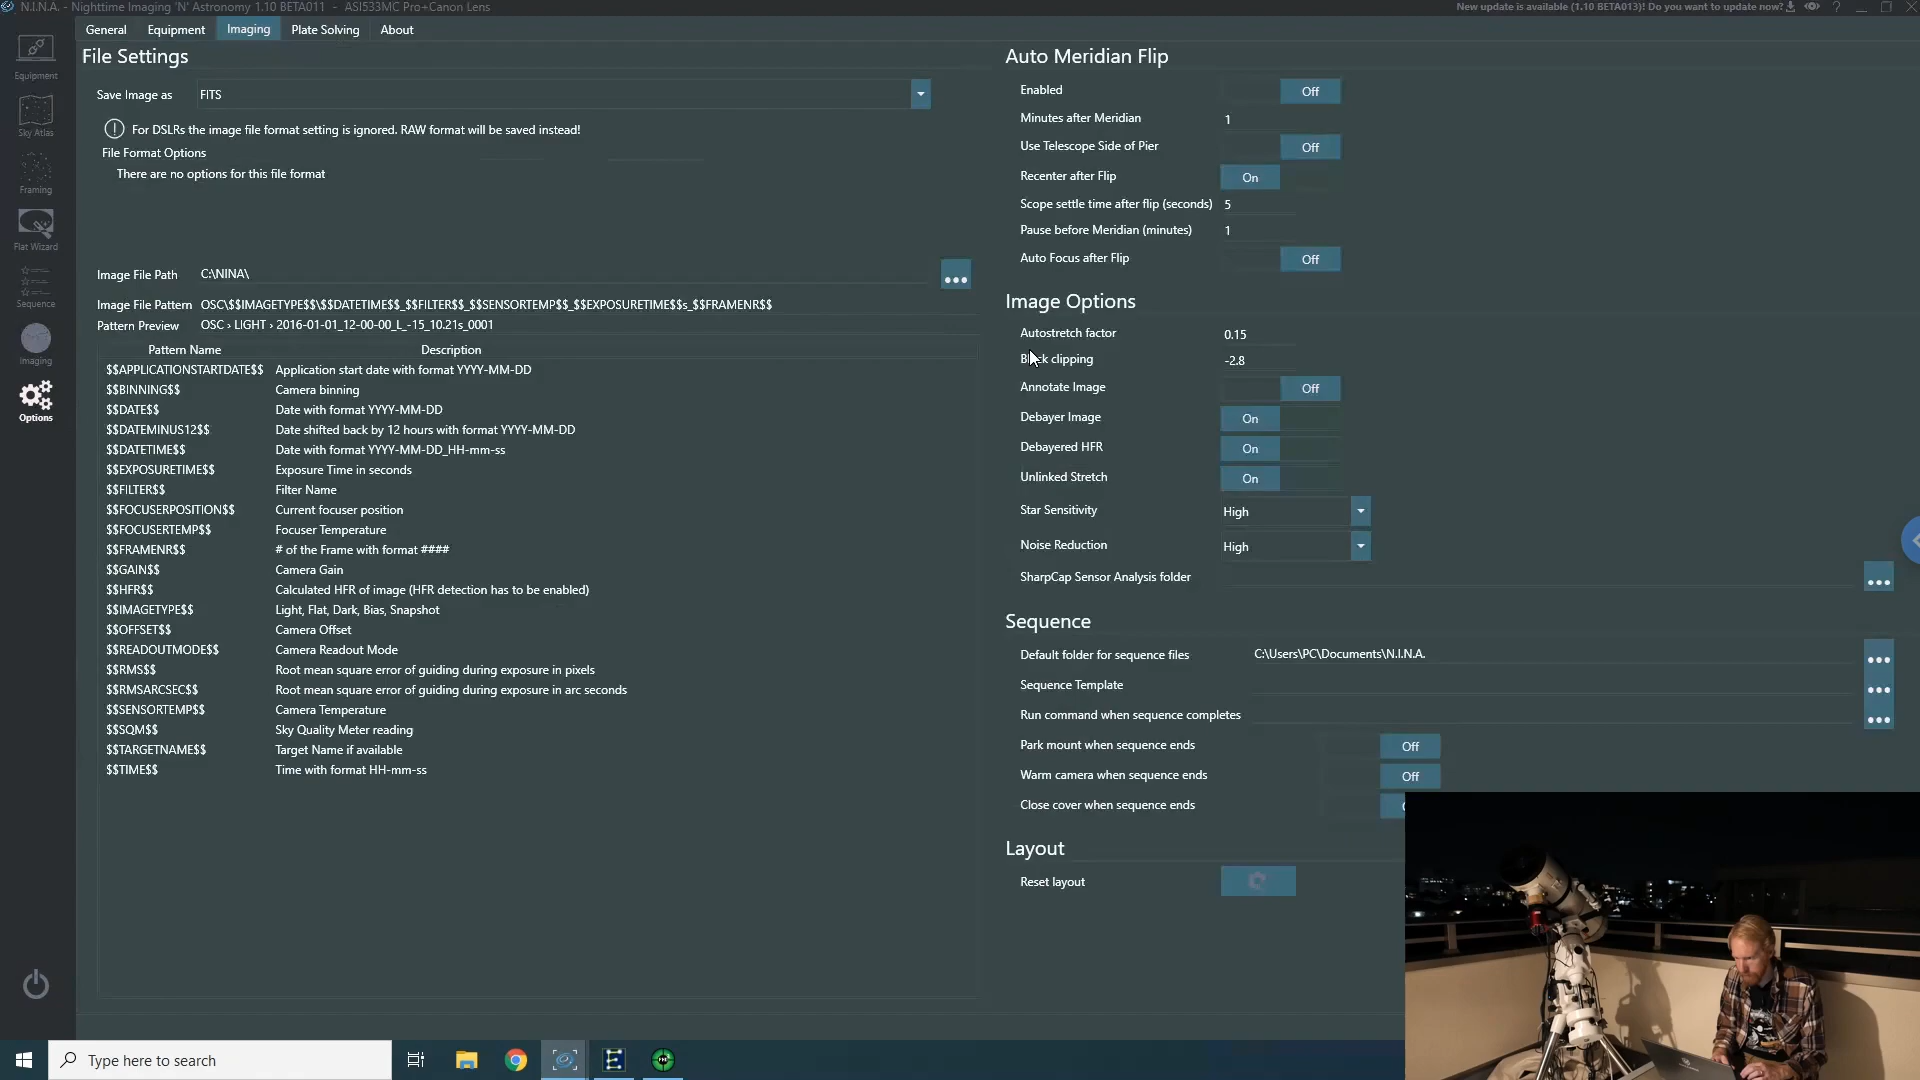 N.I.N.A. - Nighttime Imaging 'N' Astronomy 1.10 BETA011 - ASI533MC Pro+Canon Lens
New update is available (1.10 BETA013)! Do you want to update now?
General Equipment Imaging Plate Solving About
Equipment
Sky Atlas
Framing
Flat Wizard
Sequence
Imaging
Options
File Settings
Save Image as FITS
For DSLRs the image file format setting is ignored. RAW format will be saved instead!
File Format Options
There are no options for this file format
Image File Path C:\NINA\
Image File Pattern OSC\$$IMAGETYPE$$\$$DATETIME$$_$$FILTER$$_$$SENSORTEMP$$_$$EXPOSURETIME$$s_$$FRAMENR$$
Pattern Preview OSC › LIGHT › 2016-01-01_12-00-00_L_-15_10.21s_0001
Pattern Name Description
$$APPLICATIONSTARTDATE$$ Application start date with format YYYY-MM-DD
$$BINNING$$ Camera binning
$$DATE$$ Date with format YYYY-MM-DD
$$DATEMINUS12$$ Date shifted back by 12 hours with format YYYY-MM-DD
$$DATETIME$$ Date with format YYYY-MM-DD_HH-mm-ss
$$EXPOSURETIME$$ Exposure Time in seconds
$$FILTER$$ Filter Name
$$FOCUSERPOSITION$$ Current focuser position
$$FOCUSERTEMP$$ Focuser Temperature
$$FRAMENR$$ # of the Frame with format ####
$$GAIN$$ Camera Gain
$$HFR$$ Calculated HFR of image (HFR detection has to be enabled)
$$IMAGETYPE$$ Light, Flat, Dark, Bias, Snapshot
$$OFFSET$$ Camera Offset
$$READOUTMODE$$ Camera Readout Mode
$$RMS$$ Root mean square error of guiding during exposure in pixels
$$RMSARCSEC$$ Root mean square error of guiding during exposure in arc seconds
$$SENSORTEMP$$ Camera Temperature
$$SQM$$ Sky Quality Meter reading
$$TARGETNAME$$ Target Name if available
$$TIME$$ Time with format HH-mm-ss
Auto Meridian Flip
Enabled Off
Minutes after Meridian 1
Use Telescope Side of Pier Off
Recenter after Flip On
Scope settle time after flip (seconds) 5
Pause before Meridian (minutes) 1
Auto Focus after Flip Off
Image Options
Autostretch factor 0.15
clipping -2.8
Annotate Image Off
Debayer Image On
Debayered HFR On
Unlinked Stretch On
Star Sensitivity High
Noise Reduction High
SharpCap Sensor Analysis folder
Sequence
Default folder for sequence files C:\Users\PC\Documents\N.I.N.A.
Sequence Template
Run command when sequence completes
Park mount when sequence ends Off
Warm camera when sequence ends Off
Close cover when sequence ends
Layout
Reset layout
Type here to search